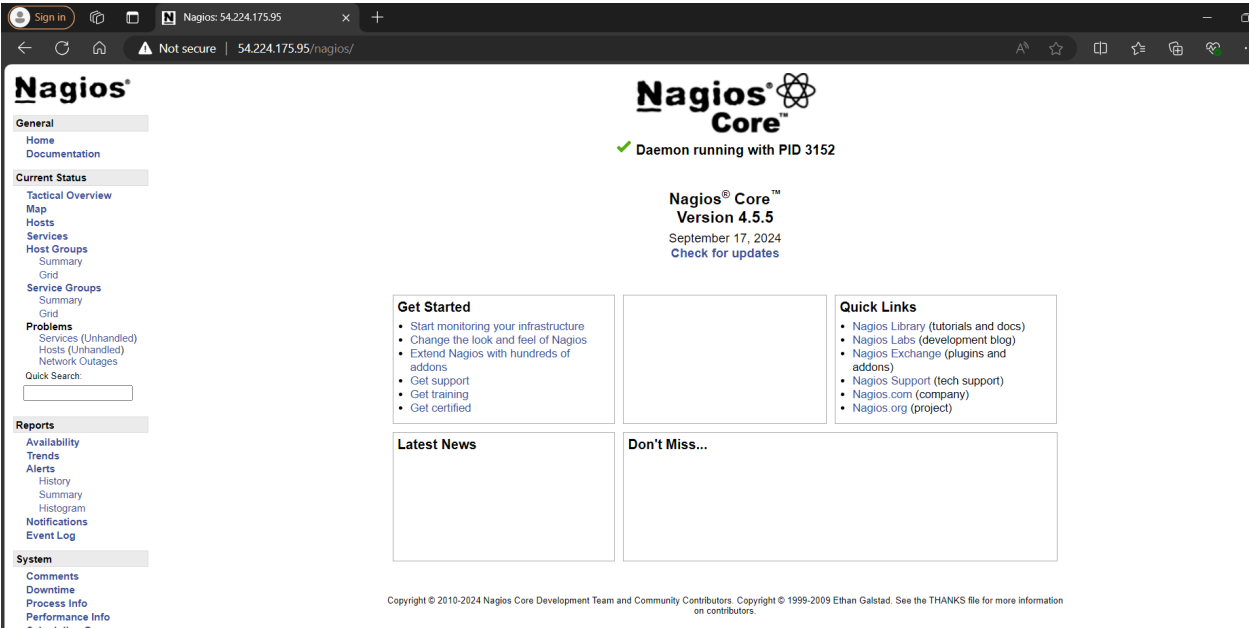 Sign in
Nagios: 54.224.175.95
Not secure | 54.224.175.95/nagios/
Nagios®
General
Home
Documentation
Current Status
Tactical Overview
Map
Hosts
Services
Host Groups
Summary
Grid
Service Groups
Summary
Grid
Problems
Services (Unhandled)
Hosts (Unhandled)
Network Outages
Quick Search:
Reports
Availability
Trends
Alerts
History
Summary
Histogram
Notifications
Event Log
System
Comments
Downtime
Process Info
Performance Info
Nagios®
Core™
Daemon running with PID 3152
Nagios® Core™
Version 4.5.5
September 17, 2024
Check for updates
Get Started
• Start monitoring your infrastructure
• Change the look and feel of Nagios
• Extend Nagios with hundreds of
addons
• Get support
• Get training
• Get certified
Quick Links
• Nagios Library (tutorials and docs)
• Nagios Labs (development blog)
• Nagios Exchange (plugins and
addons)
• Nagios Support (tech support)
• Nagios.com (company)
• Nagios.org (project)
Latest News
Don't Miss...
Copyright © 2010-2024 Nagios Core Development Team and Community Contributors. Copyright © 1999-2009 Ethan Galstad. See the THANKS file for more information
on contributors.